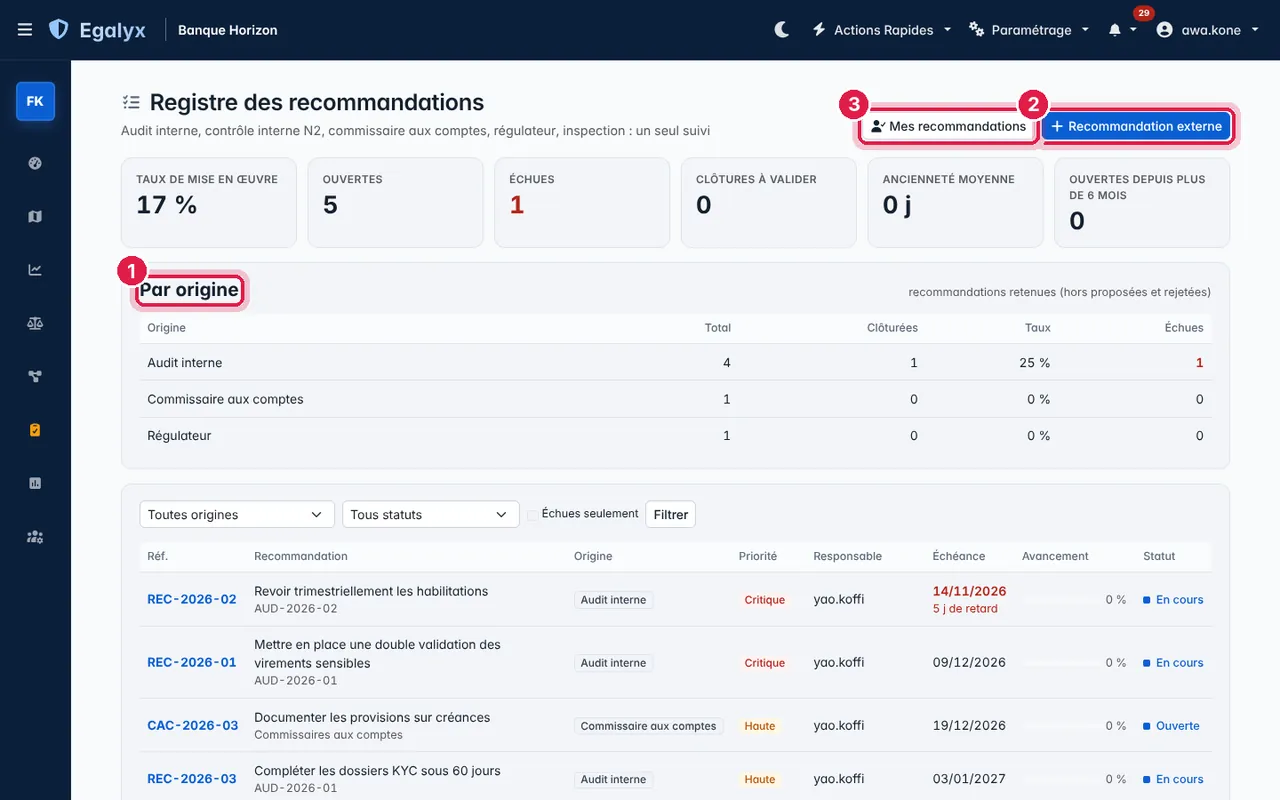 Egalyx
Banque Horizon
Actions Rapides
Paramétrage
29
awa.kone
FK
Registre des recommandations
Audit interne, contrôle interne N2, commissaire aux comptes, régulateur, inspection : un seul suivi
3
Mes recommandations
2
+ Recommandation externe
TAUX DE MISE EN ŒUVRE
17 %
OUVERTES
5
ÉCHUES
1
CLÔTURES À VALIDER
0
ANCIENNETÉ MOYENNE
0 j
OUVERTES DEPUIS PLUS
DE 6 MOIS
0
1
Par origine
recommandations retenues (hors proposées et rejetées)
Origine Total Clôturées Taux Échues
Audit interne 4 1 25 % 1
Commissaire aux comptes 1 0 0 % 0
Régulateur 1 0 0 % 0
Toutes origines
Tous statuts
Échues seulement
Filtrer
Réf. Recommandation Origine Priorité Responsable Échéance Avancement Statut
REC-2026-02 Revoir trimestriellement les habilitations Audit interne Critique yao.koffi 14/11/2026 0 % En cours
AUD-2026-02 5 j de retard
Mettre en place une double validation des
REC-2026-01 virements sensibles Audit interne Critique yao.koffi 09/12/2026 0 % En cours
AUD-2026-01
CAC-2026-03 Documenter les provisions sur créances Commissaire aux comptes Haute yao.koffi 19/12/2026 0 % Ouverte
Commissaires aux comptes
REC-2026-03 Compléter les dossiers KYC sous 60 jours Audit interne Haute yao.koffi 03/01/2027 0 % En cours
AUD-2026-01